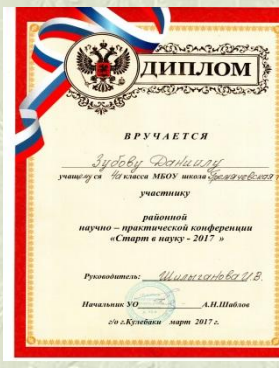 ДИПЛОМ
ВРУЧАЕТСЯ
Зубову Даниилу
учащемуся 4а класса МБОУ школа Гремячевская
участнику
районной
научно – практической конференции
«Старт в науку - 2017 »
Руководитель: Шилыганова И.В.
Начальник УО А.Н.Шаблов
г/о г.Кулебаки март 2017 г.